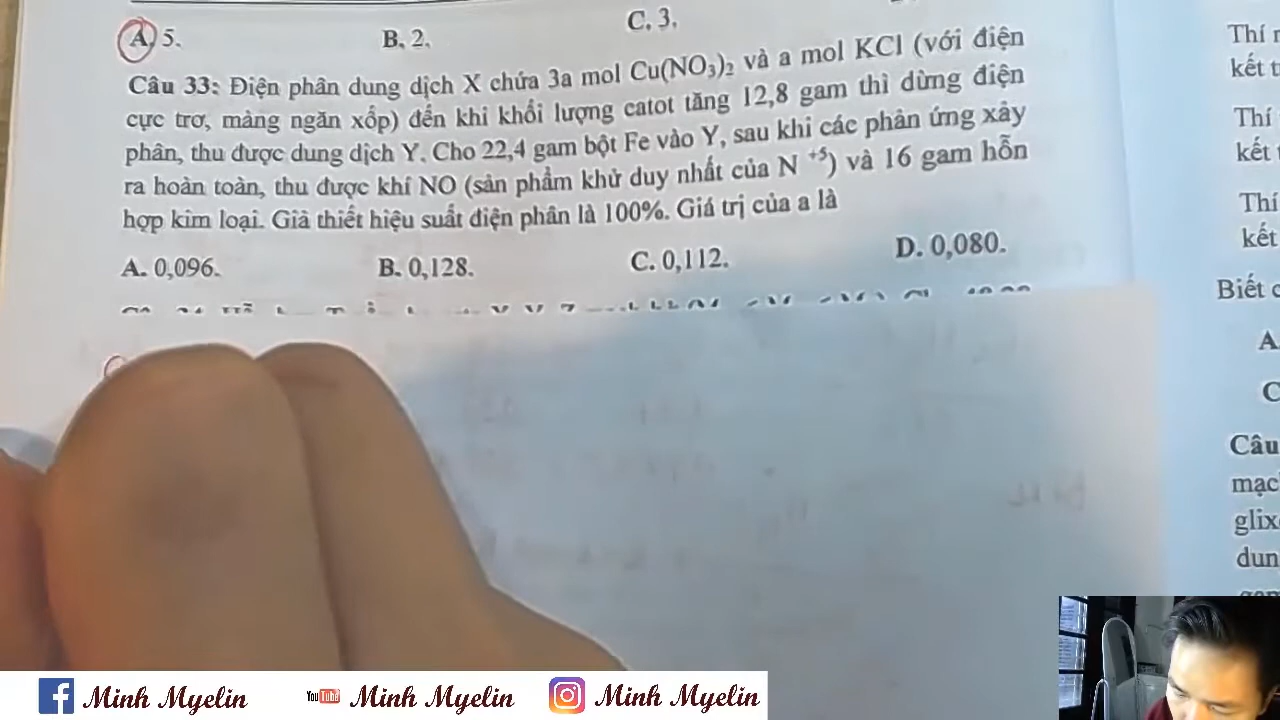 A. 5.
B. 2.
C. 3.
Câu 33: Điện phân dung dịch X chứa 3a mol Cu(NO₃)₂ và a mol KCl (với điện
cực trơ, màng ngăn xốp) đến khi khối lượng catot tăng 12,8 gam thì dừng điện
phân, thu được dung dịch Y. Cho 22,4 gam bột Fe vào Y, sau khi các phản ứng xảy
ra hoàn toàn, thu được khí NO (sản phẩm khử duy nhất của N⁺⁵) và 16 gam hỗn
hợp kim loại. Giả thiết hiệu suất điện phân là 100%. Giá trị của a là
A. 0,096.
B. 0,128.
C. 0,112.
D. 0,080.
Thí
kết
Thí
kết
Thí
kết
Biết
A
C
Câu
mạc
glix
dun
f Minh Myelin
YouTube Minh Myelin
Minh Myelin